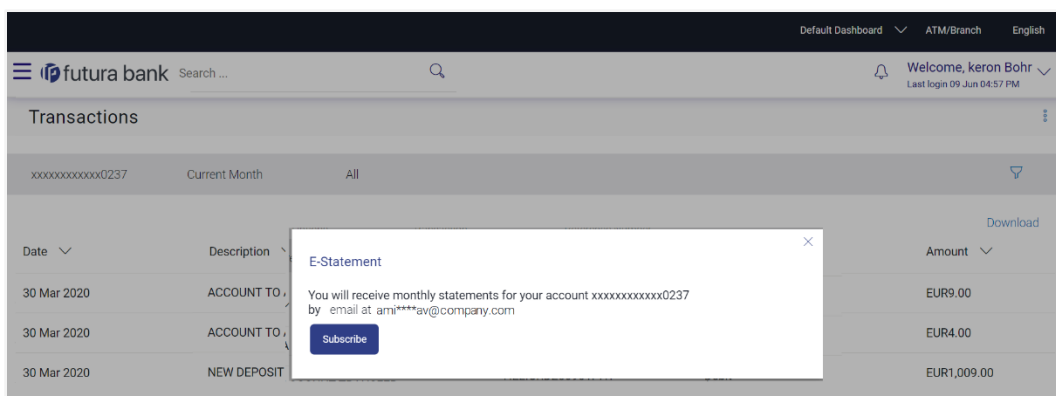 Default Dashboard ATM/Branch English
futura bank Search ... Welcome, keron Bohr
Last login 09 Jun 04:57 PM
Transactions
xxxxxxxxxxxx0237 Current Month All
Download
Date Description Amount
E-Statement
30 Mar 2020 ACCOUNT TO EUR9.00
You will receive monthly statements for your account xxxxxxxxxxxx0237
by email at ami****av@company.com
30 Mar 2020 ACCOUNT TO EUR4.00
Subscribe
30 Mar 2020 NEW DEPOSIT EUR1,009.00